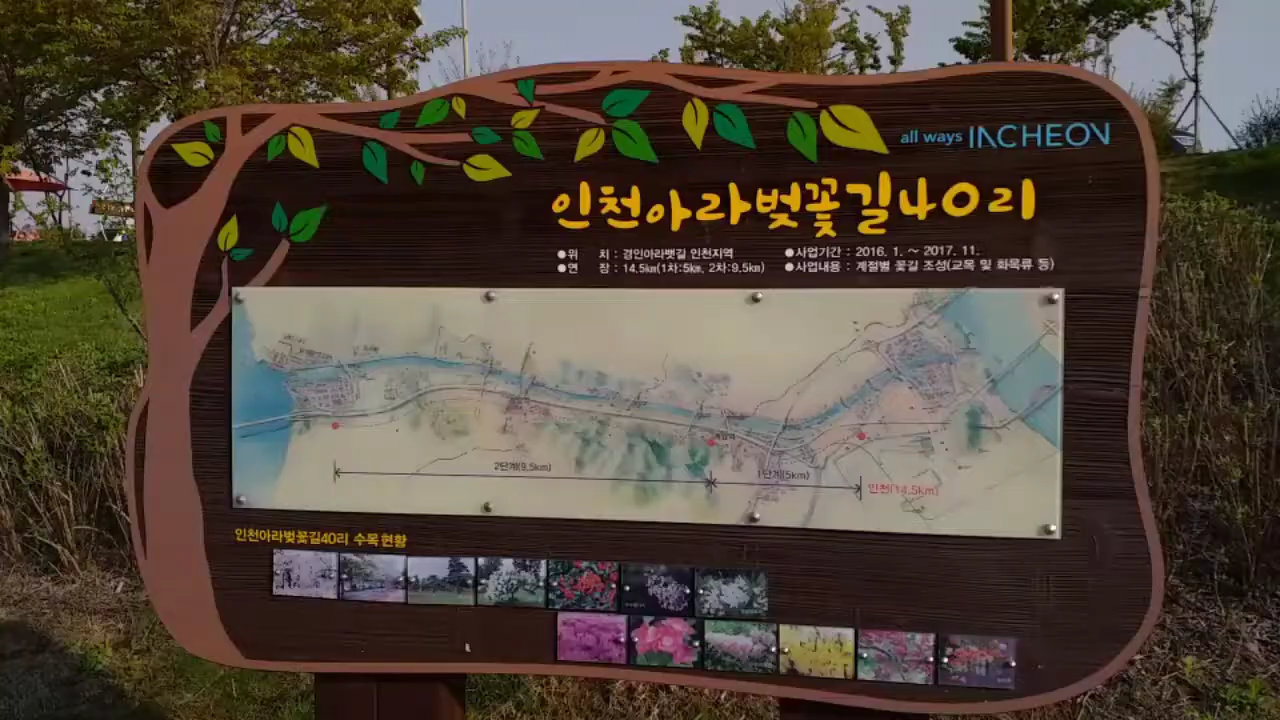 all ways INCHEON
인천아라벚꽃길40리
●위 치 : 경인아라뱃길 인천지역
●연 장 : 14.5km(1차:5km, 2차:9.5km)
●사업기간 : 2016. 1. ~ 2017. 11.
●사업내용 : 계절별 꽃길 조성(교목 및 화목류 등)
2단계(9.5km)
1단계(5km)
인천(14.5km)
인천아라벚꽃길40리 수목현황